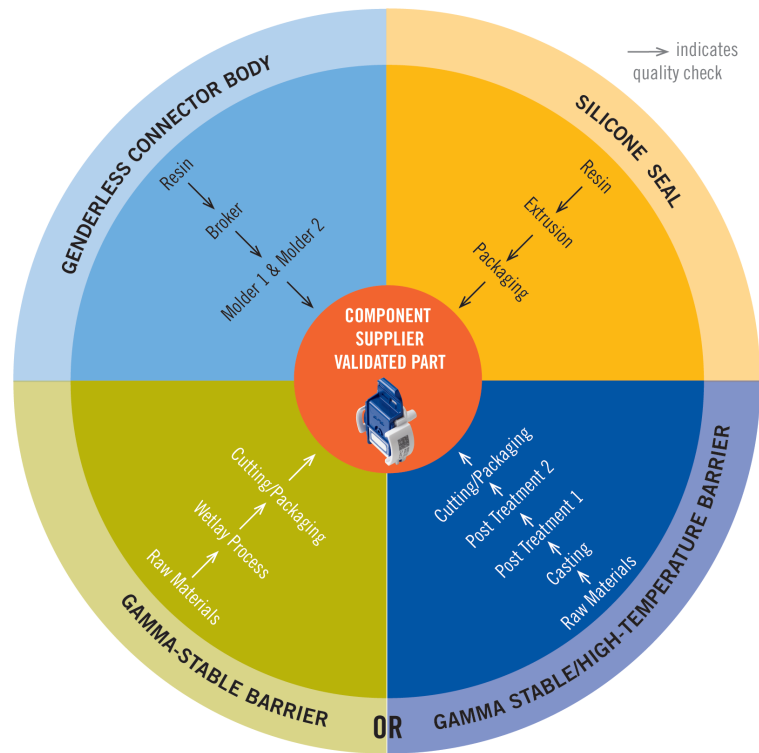 indicates
quality check
GENDERLESS CONNECTOR BODY
Resin
Broker
Molder 1 & Molder 2
SILICONE SEAL
Resin
Extrusion
Packaging
COMPONENT
SUPPLIER
VALIDATED PART
Cutting/Packaging
Wetlay Process
Raw Materials
GAMMA-STABLE BARRIER
OR
Cutting/Packaging
Post Treatment 2
Post Treatment 1
Casting
Raw Materials
GAMMA STABLE/HIGH-TEMPERATURE BARRIER